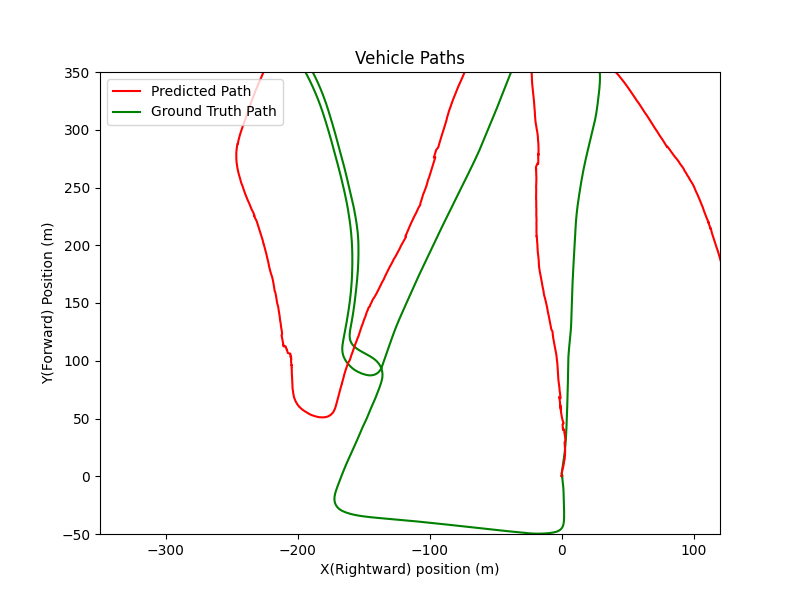 Vehicle Paths
Predicted Path
Ground Truth Path
350
300
250
200
150
100
50
0
−50
Y(Forward) Position (m)
−300
−200
−100
0
100
X(Rightward) position (m)